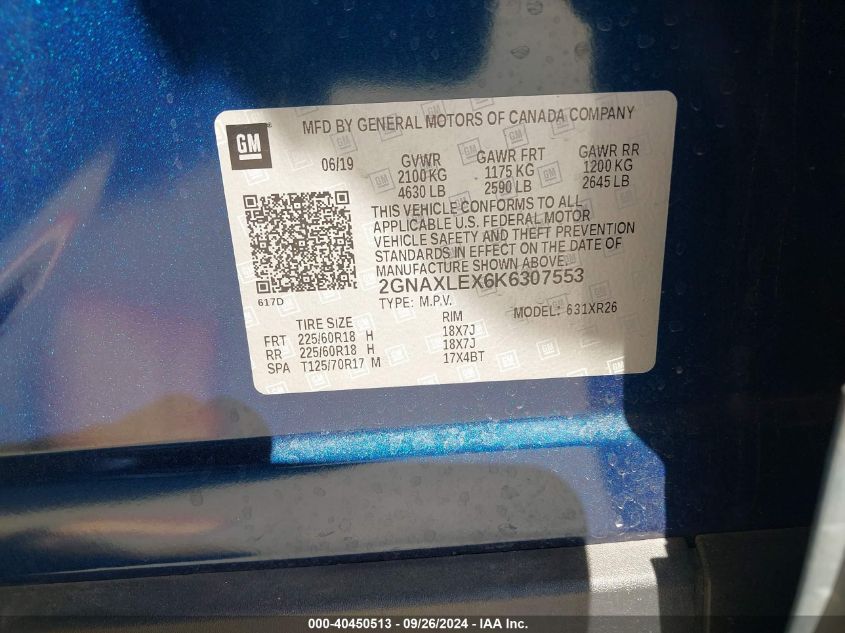 GM
MFD BY GENERAL MOTORS OF CANADA COMPANY
06/19 GVWR GAWR FRT GAWR RR
2100 KG 1175 KG 1200 KG
4630 LB 2590 LB 2645 LB
THIS VEHICLE CONFORMS TO ALL
APPLICABLE U.S. FEDERAL MOTOR
VEHICLE SAFETY AND THEFT PREVENTION
STANDARDS IN EFFECT ON THE DATE OF
MANUFACTURE SHOWN ABOVE.
2GNAXLEX6K6307553
617D
TYPE: M.P.V. MODEL: 631XR26
TIRE SIZE RIM
FRT 225/60R18 H 18X7J
RR 225/60R18 H 18X7J
SPA T125/70R17 M 17X4BT
000-40450513 - 09/26/2024 - IAA Inc.